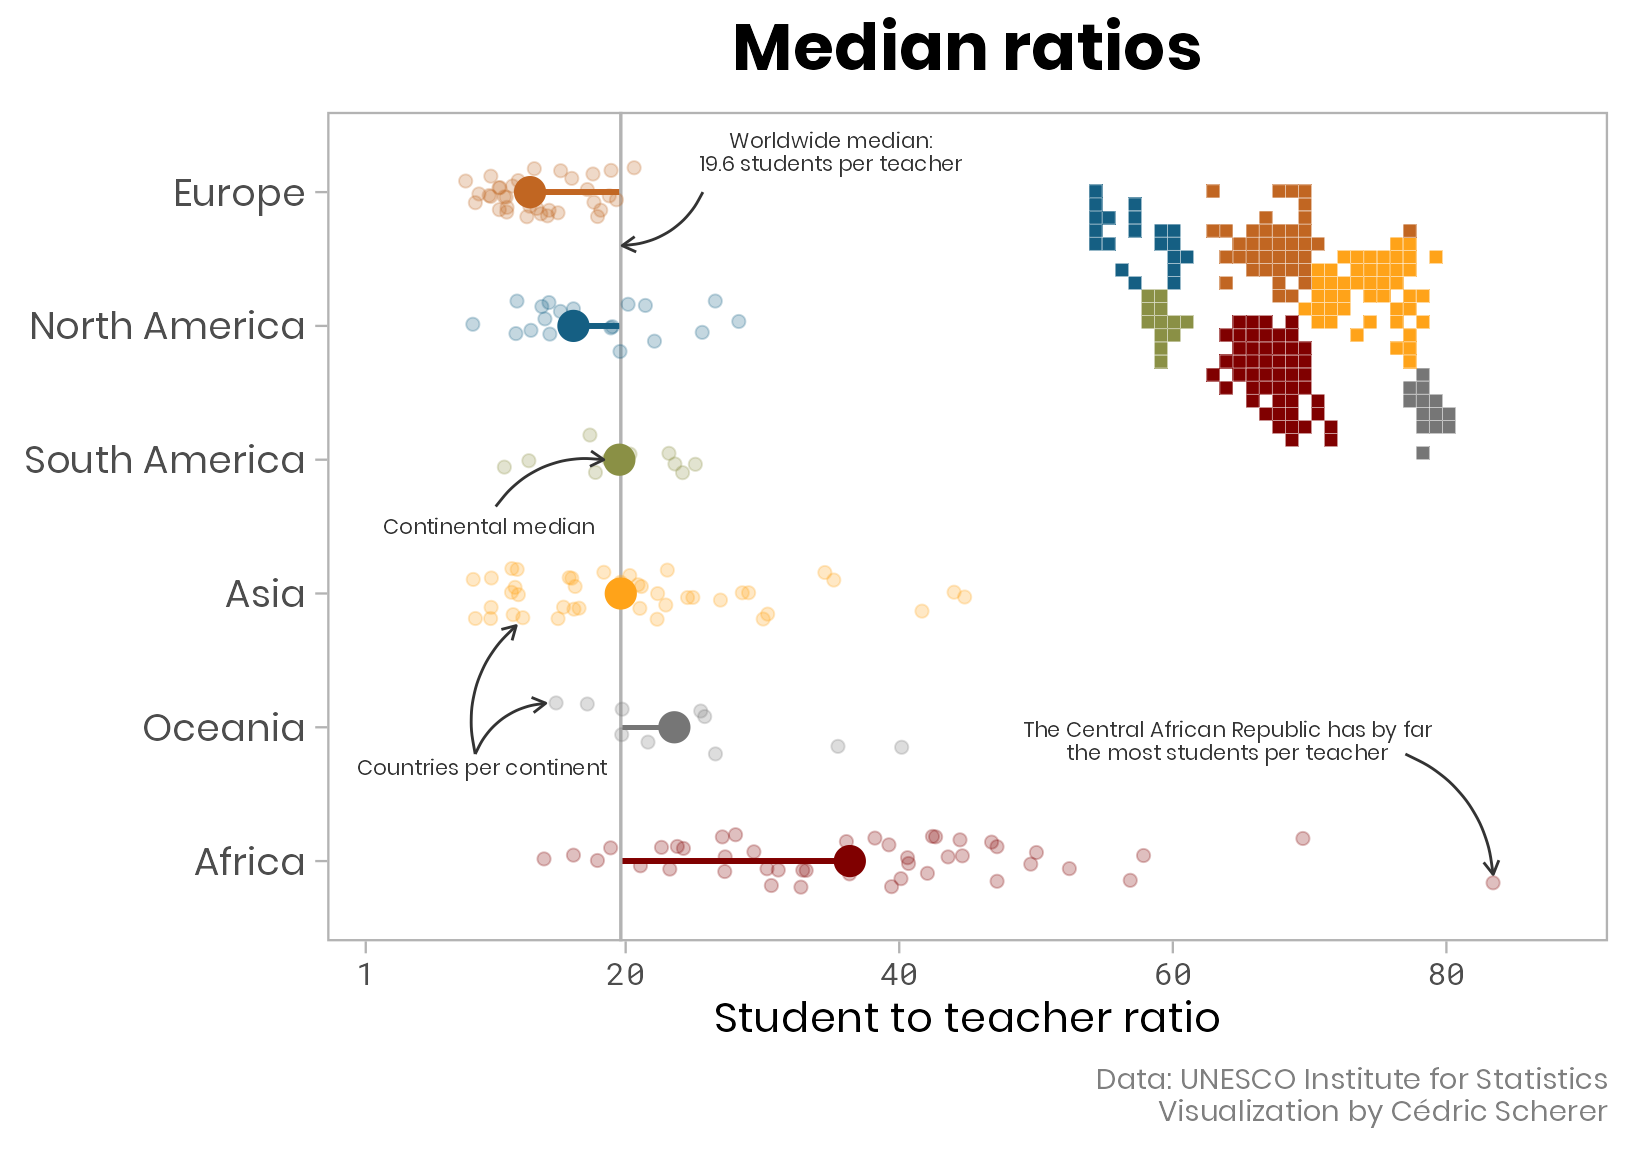 Median ratios
Worldwide median:
19.6 students per teacher
Europe
North America
South America
Continental median
Asia
Oceania
Countries per continent
The Central African Republic has by far
the most students per teacher
Africa
1 20 40 60 80
Student to teacher ratio
Data: UNESCO Institute for Statistics
Visualization by Cédric Scherer